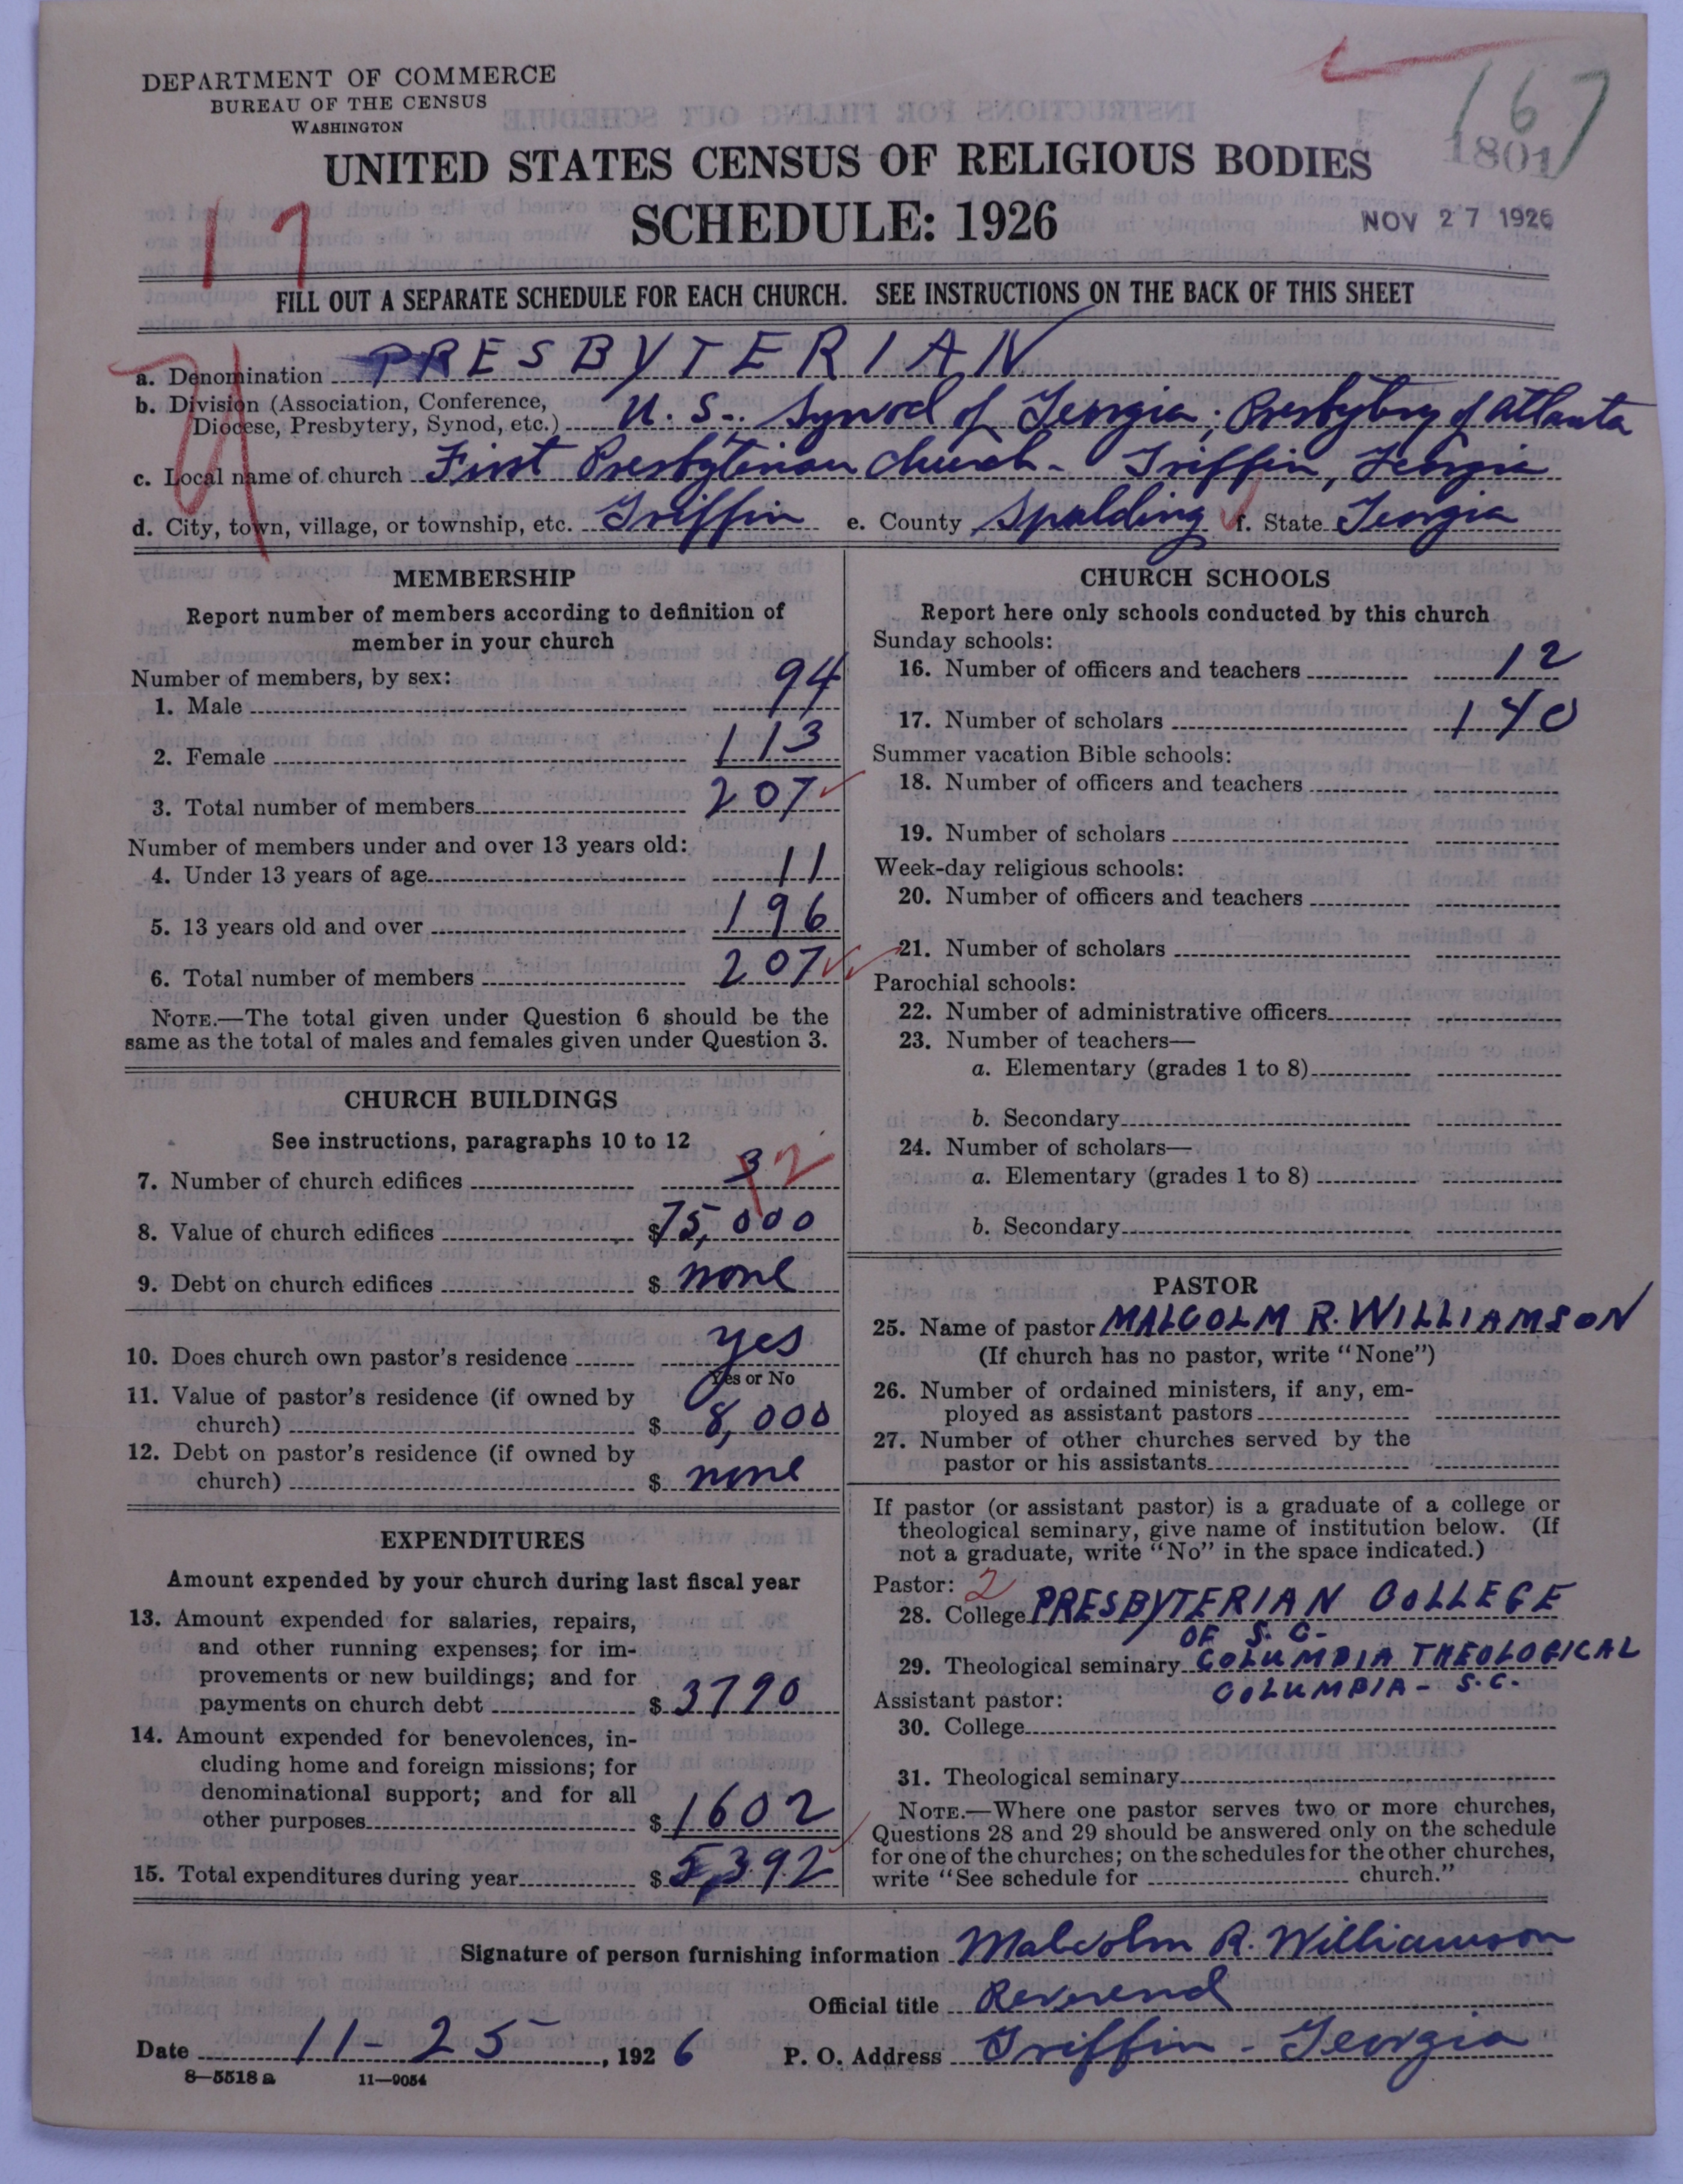 DEPARTMENT OF COMMERCE
BUREAU OF THE CENSUS
WASHINGTON
167
1801
UNITED STATES CENSUS OF RELIGIOUS BODIES
SCHEDULE: 1926
NOV 27 1926
17
FILL OUT A SEPARATE SCHEDULE FOR EACH CHURCH. SEE INSTRUCTIONS ON THE BACK OF THIS SHEET
a. Denomination PRESBYTERIAN
b. Division (Association, Conference, Diocese, Presbytery, Synod, etc.) U. S. Synod of Georgia; Presbytery of Atlanta
c. Local name of church First Presbyterian Church - Griffin, Georgia
d. City, town, village, or township, etc. Griffin e. County Spalding f. State Georgia
MEMBERSHIP
Report number of members according to definition of
member in your church
Number of members, by sex:
1. Male 94
2. Female 113
3. Total number of members 207
Number of members under and over 13 years old:
4. Under 13 years of age 11
5. 13 years old and over 196
6. Total number of members 207
NOTE.—The total given under Question 6 should be the
same as the total of males and females given under Question 3.
CHURCH BUILDINGS
See instructions, paragraphs 10 to 12
7. Number of church edifices 3 2
8. Value of church edifices $75,000
9. Debt on church edifices $ none
10. Does church own pastor's residence yes
Yes or No
11. Value of pastor's residence (if owned by
church) $ 8,000
12. Debt on pastor's residence (if owned by
church) $ none
EXPENDITURES
Amount expended by your church during last fiscal year
13. Amount expended for salaries, repairs,
and other running expenses; for im-
provements or new buildings; and for
payments on church debt $ 3790
14. Amount expended for benevolences, in-
cluding home and foreign missions; for
denominational support; and for all
other purposes $ 1602
15. Total expenditures during year $ 5,392
CHURCH SCHOOLS
Report here only schools conducted by this church
Sunday schools:
16. Number of officers and teachers 12
17. Number of scholars 140
Summer vacation Bible schools:
18. Number of officers and teachers
19. Number of scholars
Week-day religious schools:
20. Number of officers and teachers
21. Number of scholars
Parochial schools:
22. Number of administrative officers
23. Number of teachers—
a. Elementary (grades 1 to 8)
b. Secondary
24. Number of scholars—
a. Elementary (grades 1 to 8)
b. Secondary
PASTOR
25. Name of pastor MALCOLM R. WILLIAMSON
(If church has no pastor, write "None")
26. Number of ordained ministers, if any, em-
ployed as assistant pastors
27. Number of other churches served by the
pastor or his assistants
If pastor (or assistant pastor) is a graduate of a college or
theological seminary, give name of institution below. (If
not a graduate, write "No" in the space indicated.)
Pastor: 2
28. College PRESBYTERIAN COLLEGE
OF S. C.
29. Theological seminary COLUMBIA THEOLOGICAL
COLUMBIA - S.C.
Assistant pastor:
30. College
31. Theological seminary
NOTE.—Where one pastor serves two or more churches,
Questions 28 and 29 should be answered only on the schedule
for one of the churches; on the schedules for the other churches,
write "See schedule for church."
Signature of person furnishing information Malcolm R. Williamson
Official title Reverend
Date 11-25, 1926 P. O. Address Griffin - Georgia
8—5518 a 11—9054